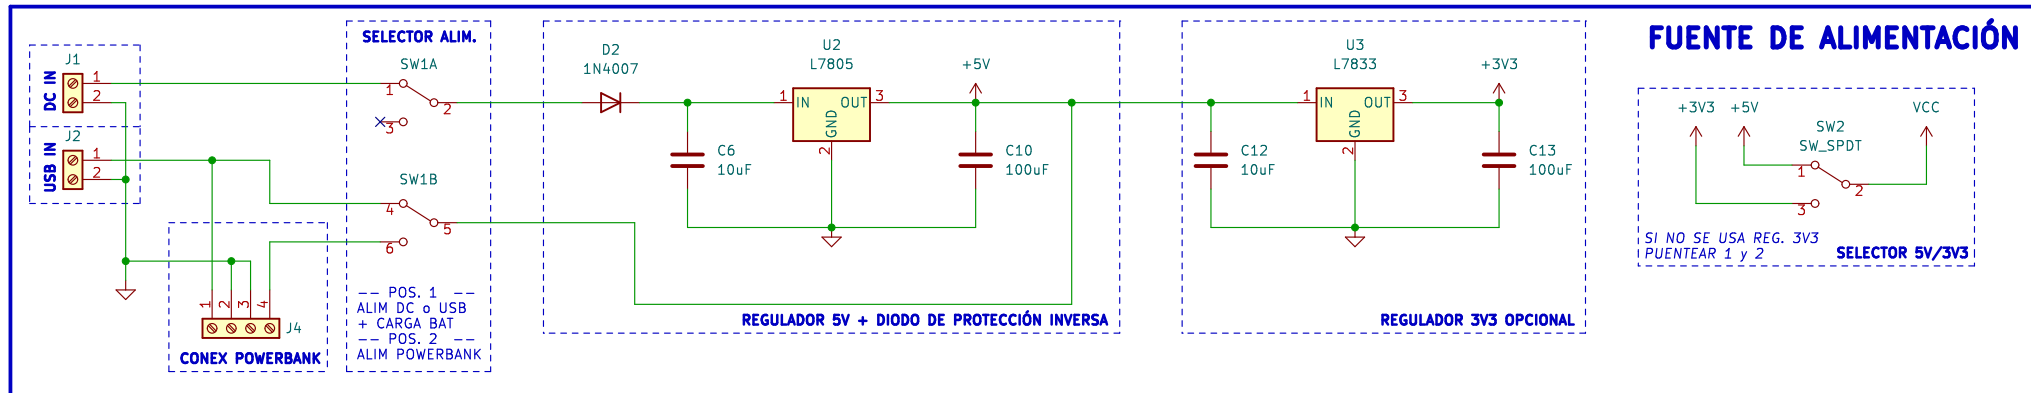 FUENTE DE ALIMENTACIÓN
J1
DC IN
1
2
J2
USB IN
1
2
1
2
3
4
J4
CONEX POWERBANK
SELECTOR ALIM.
SW1A
1
2
3
SW1B
4
5
6
-- POS. 1 --
ALIM DC o USB
+ CARGA BAT
-- POS. 2 --
ALIM POWERBANK
D2
1N4007
U2
L7805
1
IN
OUT
3
GND
2
+5V
C6
10uF
C10
100uF
REGULADOR 5V + DIODO DE PROTECCIÓN INVERSA
U3
L7833
1
IN
OUT
3
GND
2
+3V3
C12
10uF
C13
100uF
REGULADOR 3V3 OPCIONAL
+3V3
+5V
VCC
SW2
SW_SPDT
1
2
3
SI NO SE USA REG. 3V3
PUENTEAR 1 y 2
SELECTOR 5V/3V3